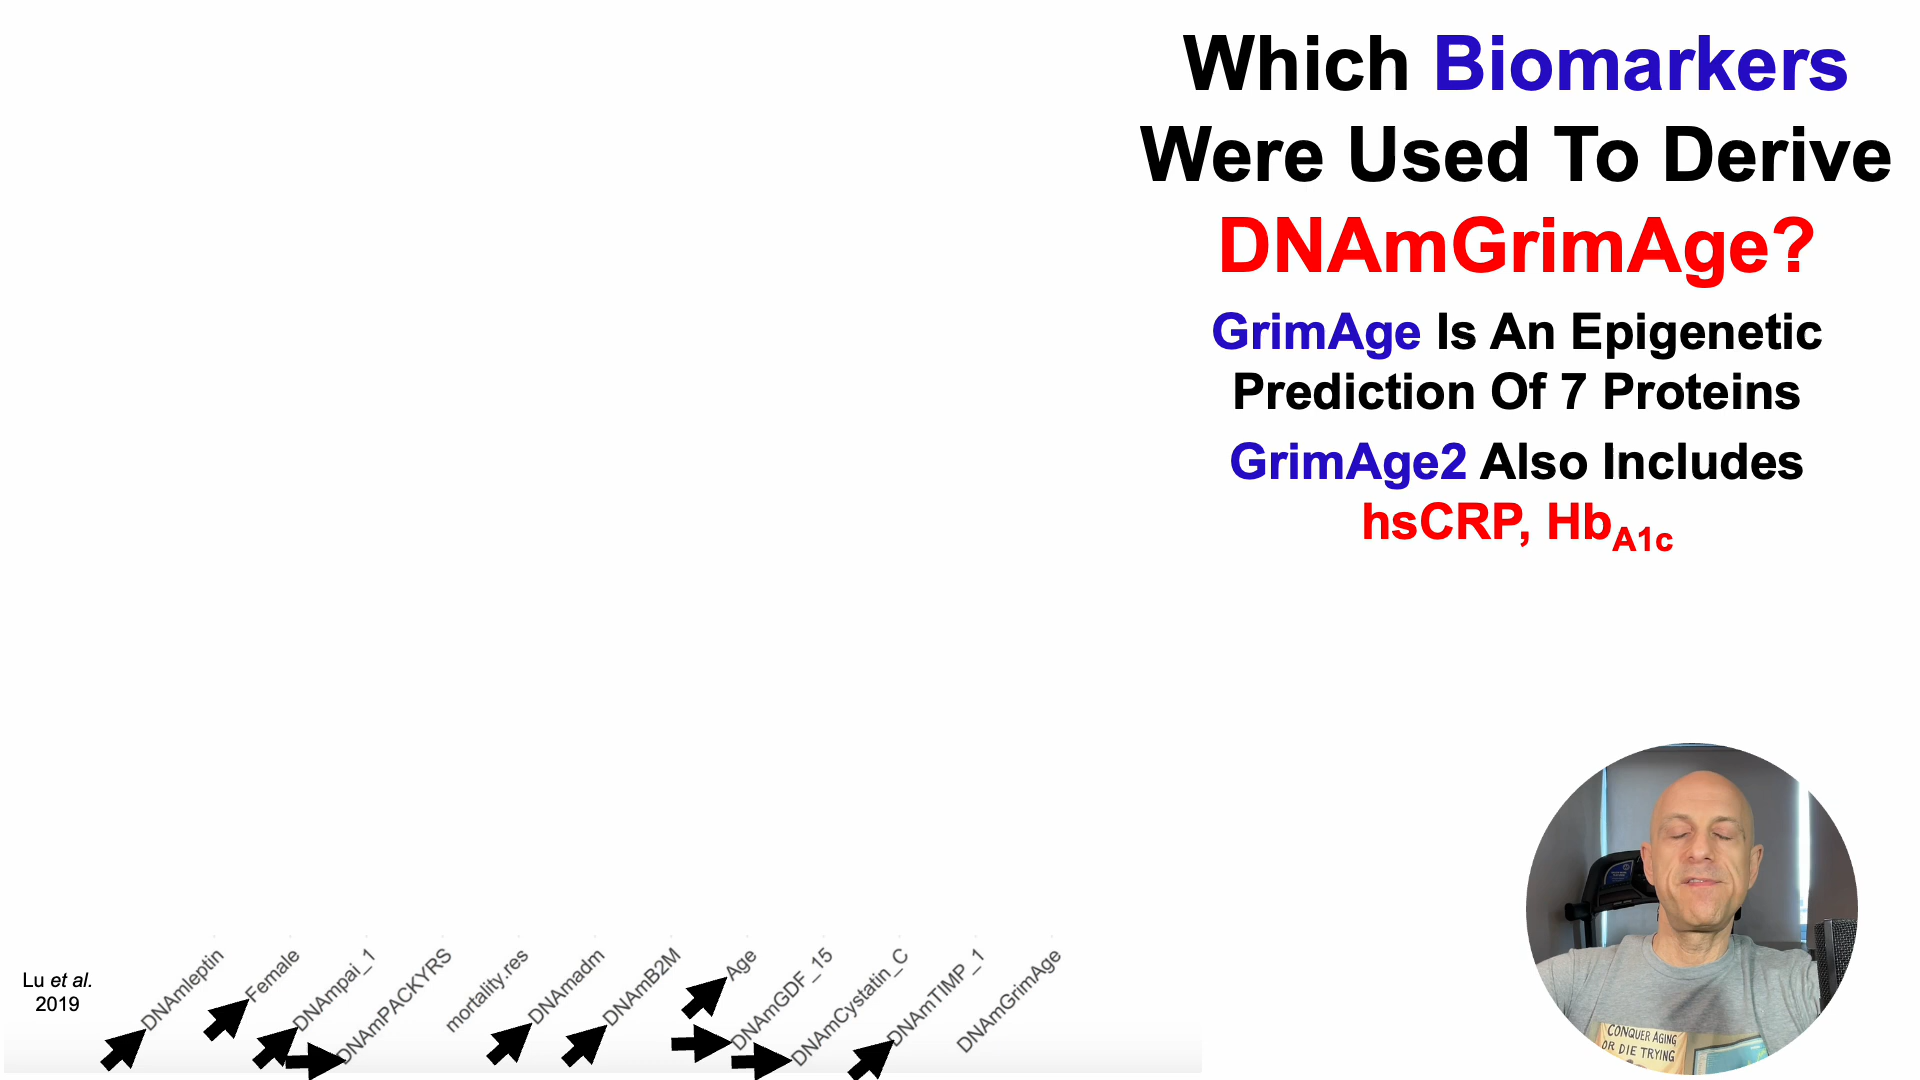 Which Biomarkers
Were Used To Derive
DNAmGrimAge?
GrimAge Is An Epigenetic
Prediction Of 7 Proteins
GrimAge2 Also Includes
hsCRP, HbA1c
Lu et al.
2019
DNAmleptin
Female
DNAmpai_1
DNAmPACKYRS
mortality.res
DNAmadm
DNAmB2M
Age
DNAmGDF_15
DNAmCystatin_C
DNAmTIMP_1
DNAmGrimAge
CONQUER AGING
OR DIE TRYING